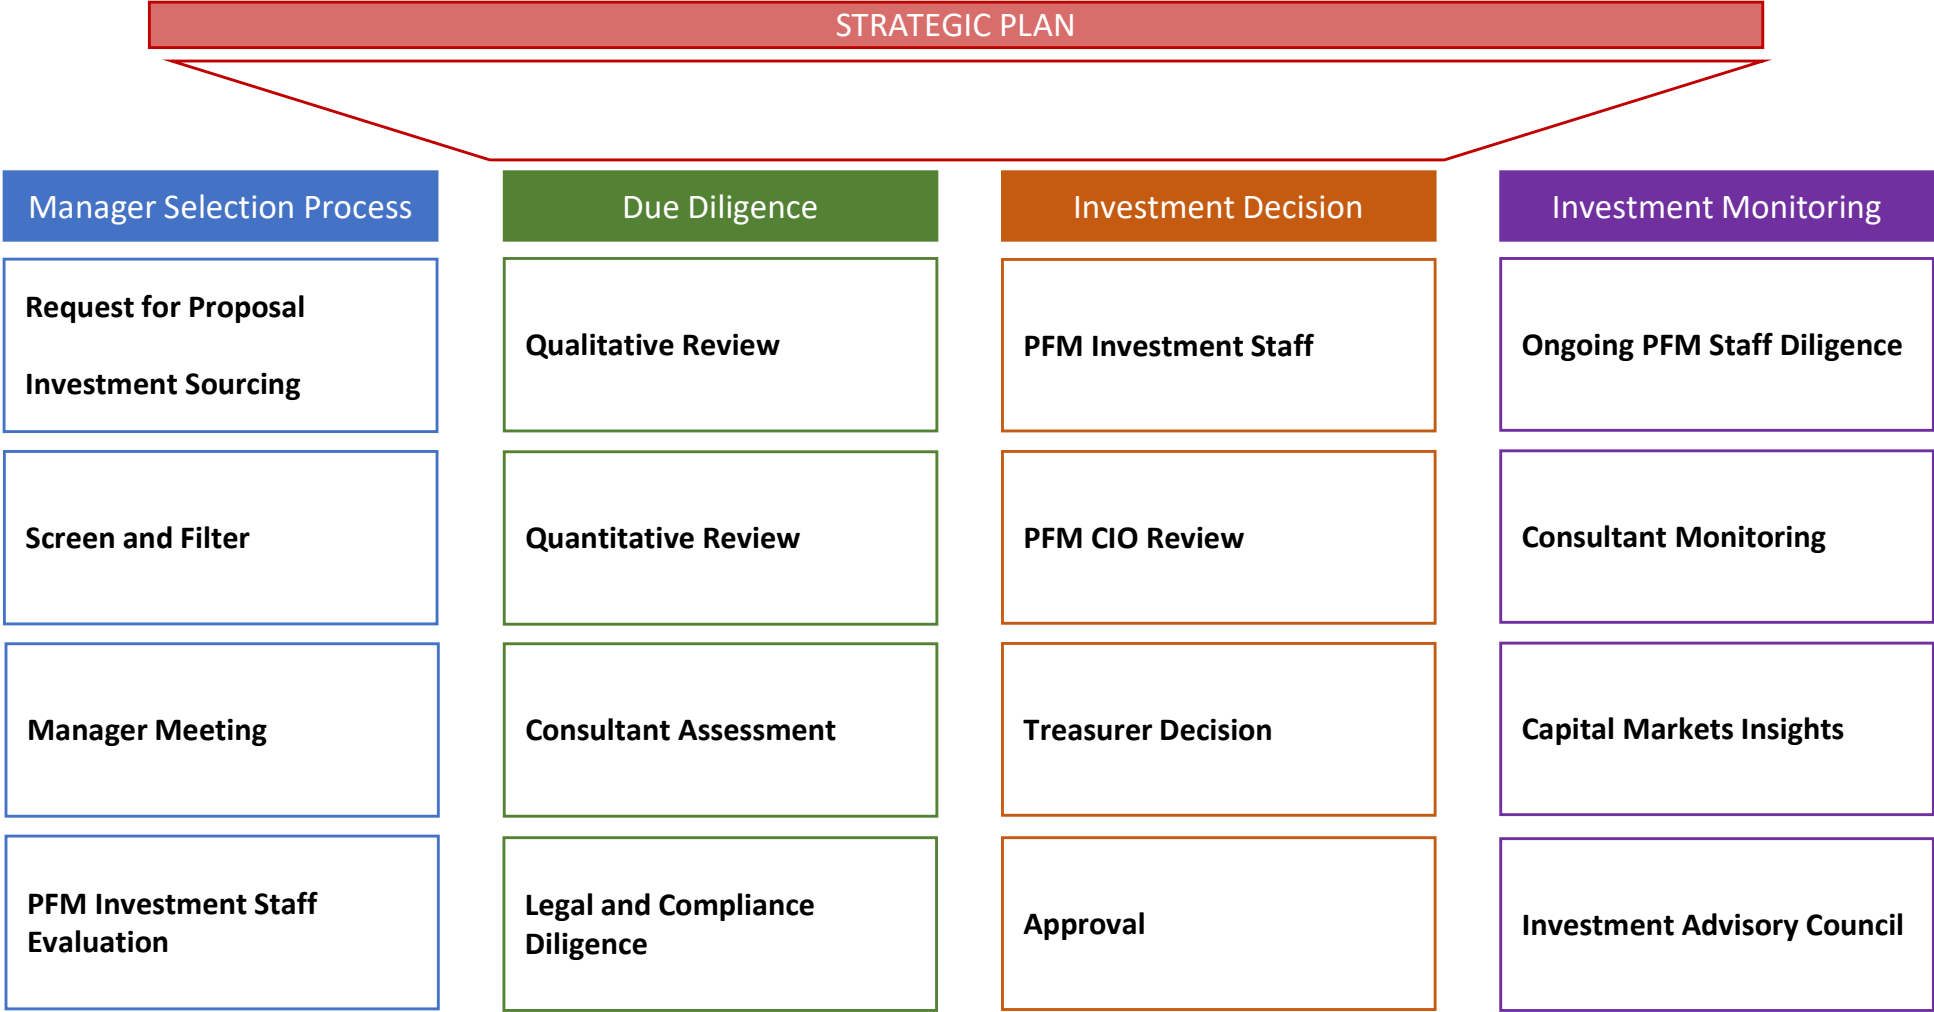 STRATEGIC PLAN
Manager Selection Process
Request for Proposal
Investment Sourcing
Screen and Filter
Manager Meeting
PFM Investment Staff
Evaluation
Due Diligence
Qualitative Review
Quantitative Review
Consultant Assessment
Legal and Compliance
Diligence
Investment Decision
PFM Investment Staff
PFM CIO Review
Treasurer Decision
Approval
Investment Monitoring
Ongoing PFM Staff Diligence
Consultant Monitoring
Capital Markets Insights
Investment Advisory Council